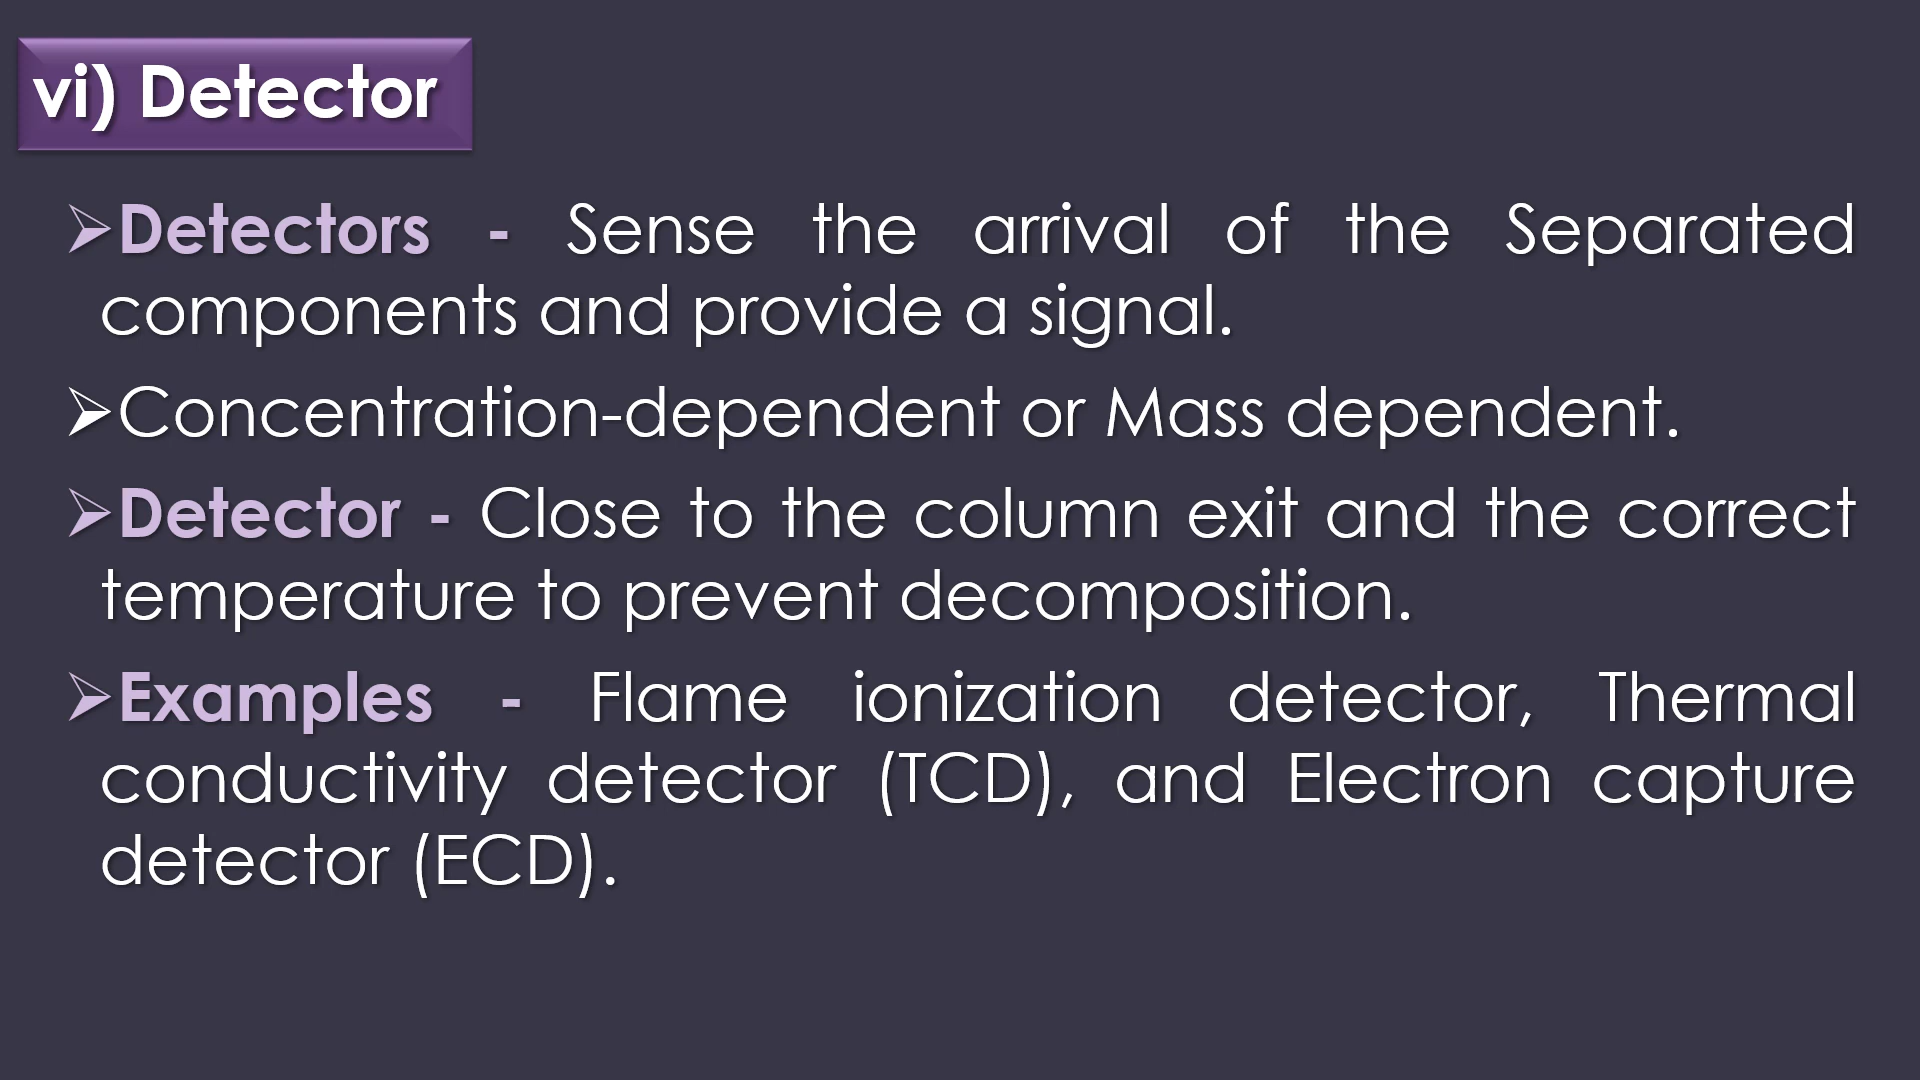 vi) Detector
➢Detectors - Sense the arrival of the Separated
components and provide a signal.
➢Concentration-dependent or Mass dependent.
➢Detector - Close to the column exit and the correct
temperature to prevent decomposition.
➢Examples - Flame ionization detector, Thermal
conductivity detector (TCD), and Electron capture
detector (ECD).